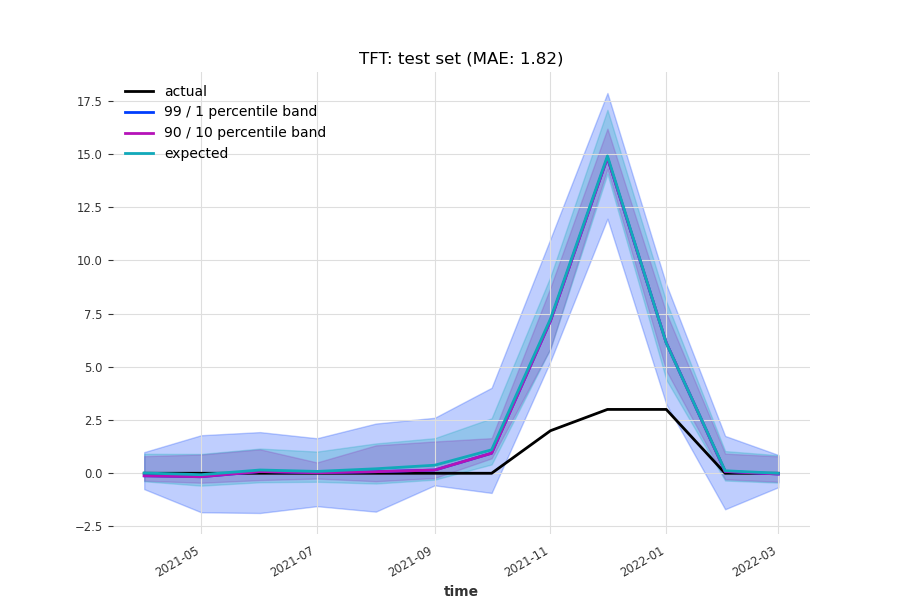 TFT: test set (MAE: 1.82)
actual
99 / 1 percentile band
90 / 10 percentile band
expected
17.5
15.0
12.5
10.0
7.5
5.0
2.5
0.0
−2.5
2021-05
2021-07
2021-09
2021-11
2022-01
2022-03
time